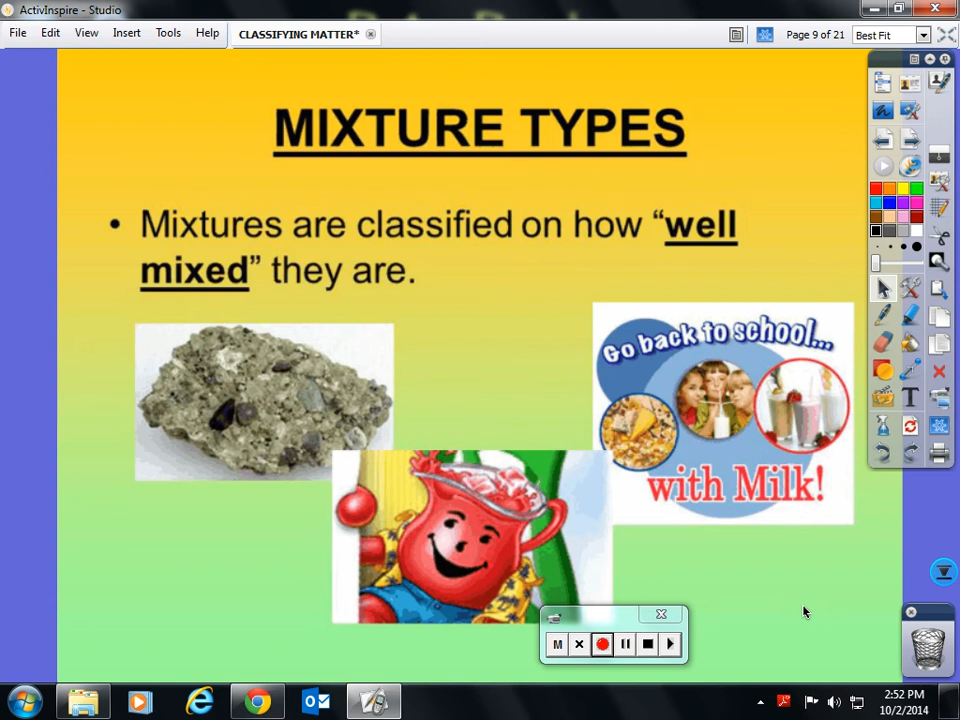 ActivInspire - Studio
File Edit View Insert Tools Help
CLASSIFYING MATTER*
Page 9 of 21
Best Fit
MIXTURE TYPES
• Mixtures are classified on how “well
mixed” they are.
Go back to school...
with Milk!
M
T
2:52 PM
10/2/2014